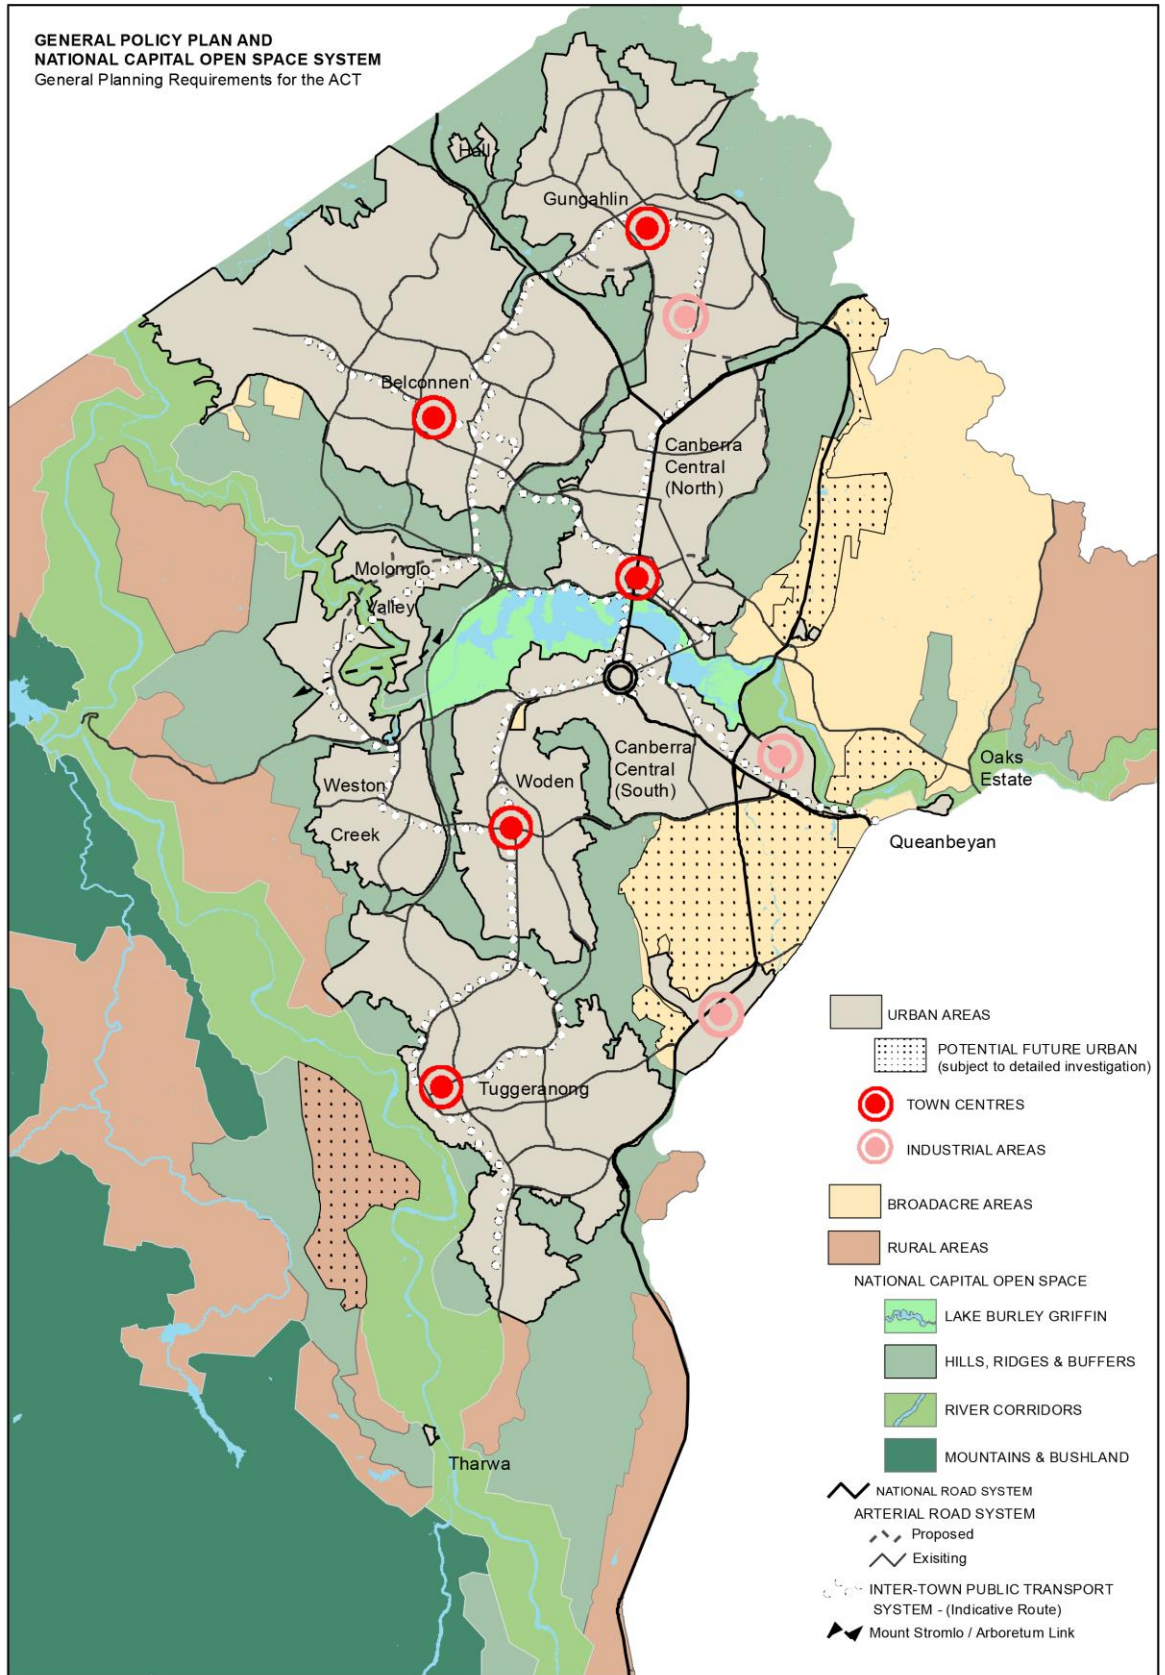 GENERAL POLICY PLAN AND
NATIONAL CAPITAL OPEN SPACE SYSTEM
General Planning Requirements for the ACT
Hall
Gungahlin
Belconnen
Canberra
Central
(North)
Molonglo
Valley
Canberra
Central
(South)
Woden
Weston
Creek
Oaks
Estate
Queanbeyan
Tuggeranong
Tharwa
URBAN AREAS
POTENTIAL FUTURE URBAN
(subject to detailed investigation)
TOWN CENTRES
INDUSTRIAL AREAS
BROADACRE AREAS
RURAL AREAS
NATIONAL CAPITAL OPEN SPACE
LAKE BURLEY GRIFFIN
HILLS, RIDGES & BUFFERS
RIVER CORRIDORS
MOUNTAINS & BUSHLAND
NATIONAL ROAD SYSTEM
ARTERIAL ROAD SYSTEM
Proposed
Exisiting
INTER-TOWN PUBLIC TRANSPORT
SYSTEM - (Indicative Route)
Mount Stromlo / Arboretum Link